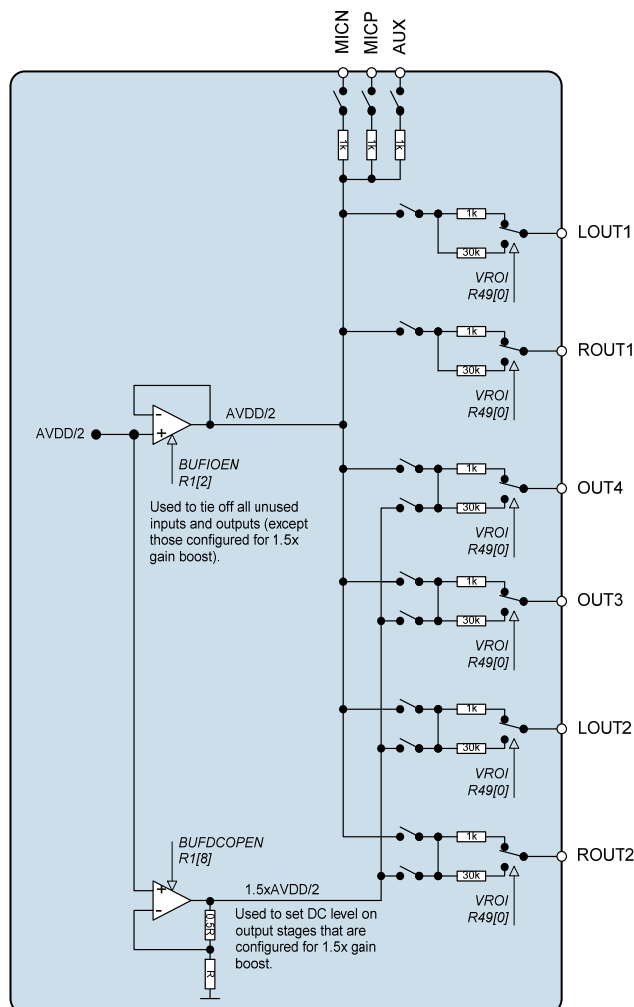 MICN
MICP
AUX
1k
1k
1k
1k
LOUT1
30k
VROI
R49[0]
1k
ROUT1
30k
VROI
R49[0]
AVDD/2
AVDD/2
-
+
BUFIOEN
R1[2]
Used to tie off all unused
inputs and outputs (except
those configured for 1.5x
gain boost).
1k
OUT4
30k
VROI
R49[0]
1k
OUT3
30k
VROI
R49[0]
1k
LOUT2
30k
VROI
R49[0]
1k
ROUT2
30k
VROI
R49[0]
BUFDCOPEN
R1[8]
+
-
1.5xAVDD/2
0.5R
R
Used to set DC level on
output stages that are
configured for 1.5x gain
boost.